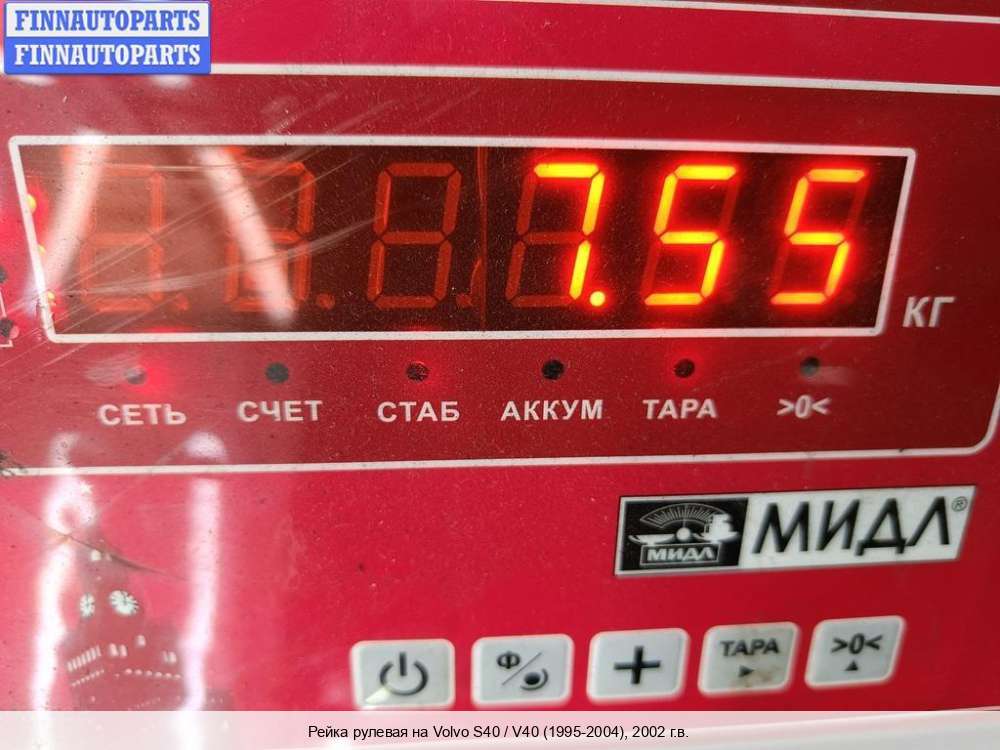 FINNAUTOPARTS
FINNAUTOPARTS
7.55
КГ
СЕТЬ СЧЕТ СТАБ АККУМ ТАРА >0<
МИДЛ МИДЛ®
Ф + ТАРА >0<
Рейка рулевая на Volvo S40 / V40 (1995-2004), 2002 г.в.